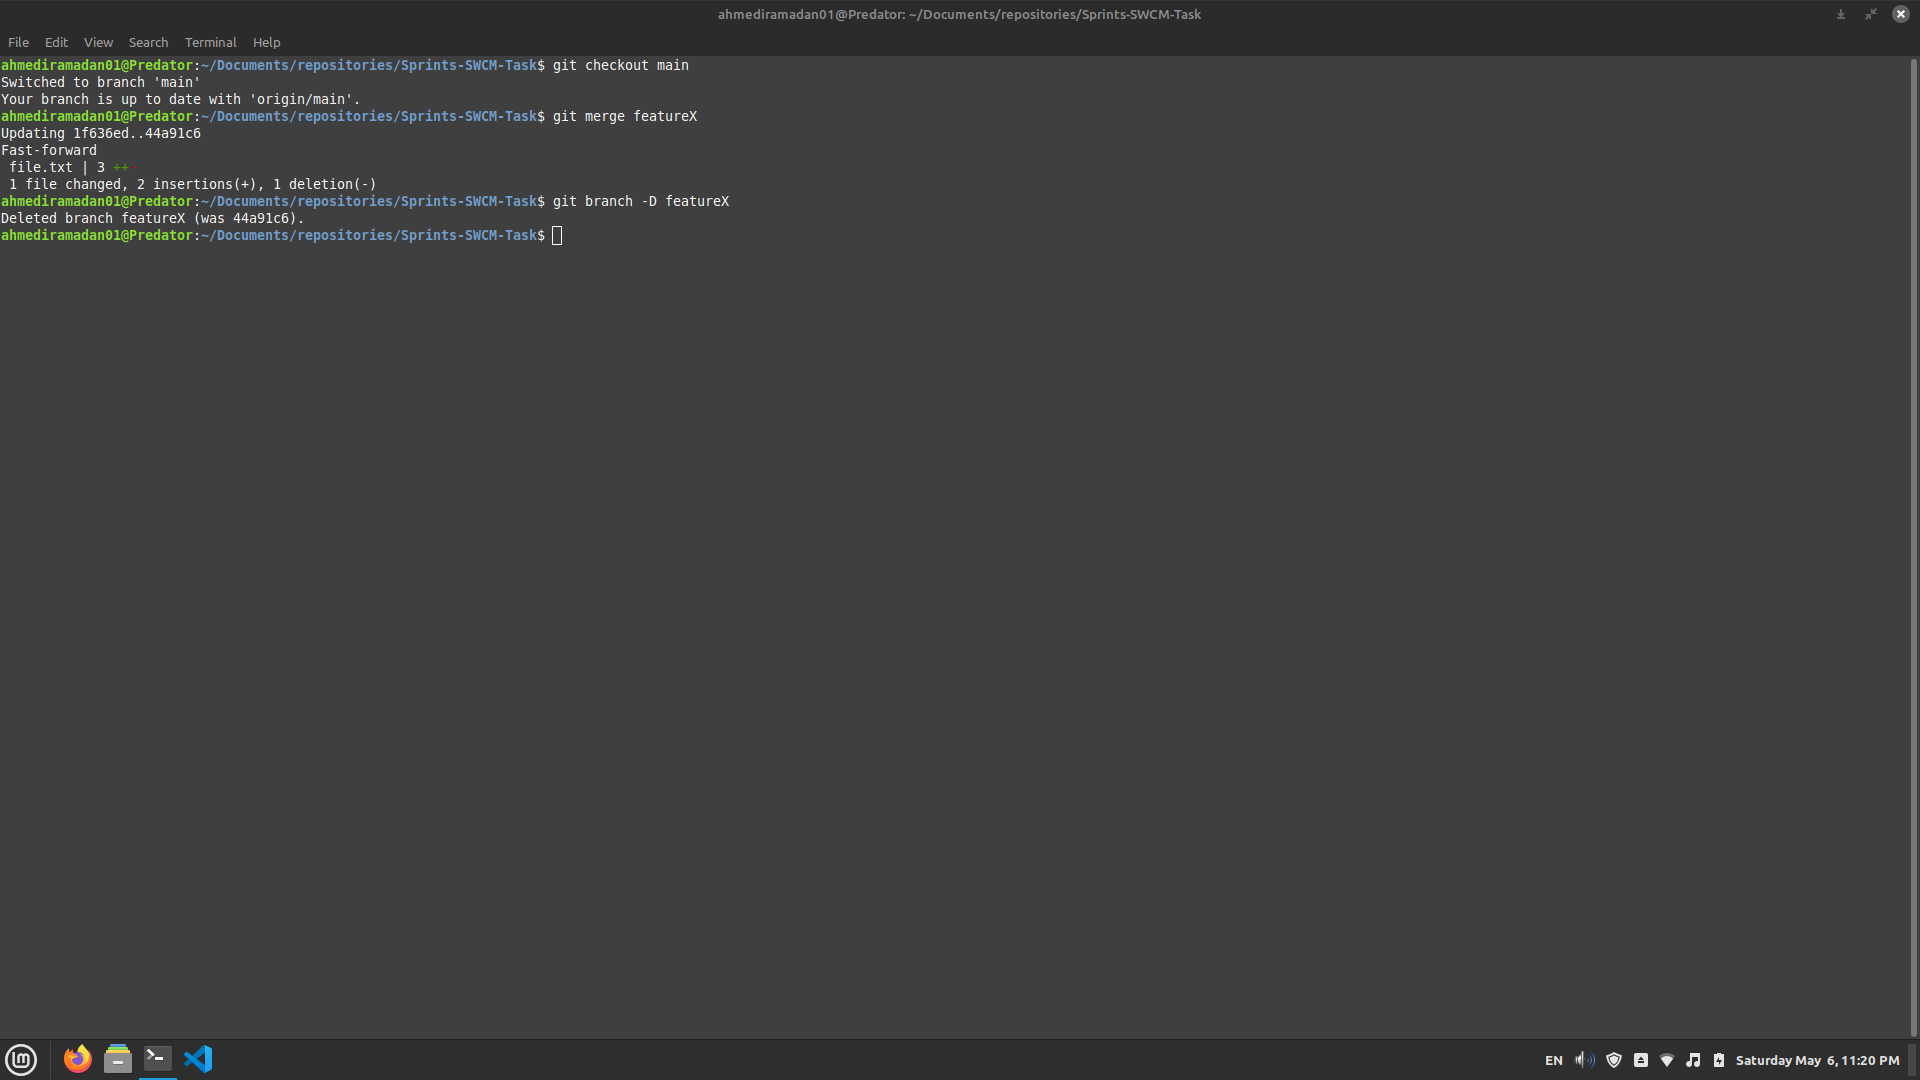 ahmediramadan01@Predator: ~/Documents/repositories/Sprints-SWCM-Task
File Edit View Search Terminal Help
ahmediramadan01@Predator:~/Documents/repositories/Sprints-SWCM-Task$ git checkout main
Switched to branch 'main'
Your branch is up to date with 'origin/main'.
ahmediramadan01@Predator:~/Documents/repositories/Sprints-SWCM-Task$ git merge featureX
Updating 1f636ed..44a91c6
Fast-forward
 file.txt | 3 ++
 1 file changed, 2 insertions(+), 1 deletion(-)
ahmediramadan01@Predator:~/Documents/repositories/Sprints-SWCM-Task$ git branch -D featureX
Deleted branch featureX (was 44a91c6).
ahmediramadan01@Predator:~/Documents/repositories/Sprints-SWCM-Task$
EN Saturday May 6, 11:20 PM